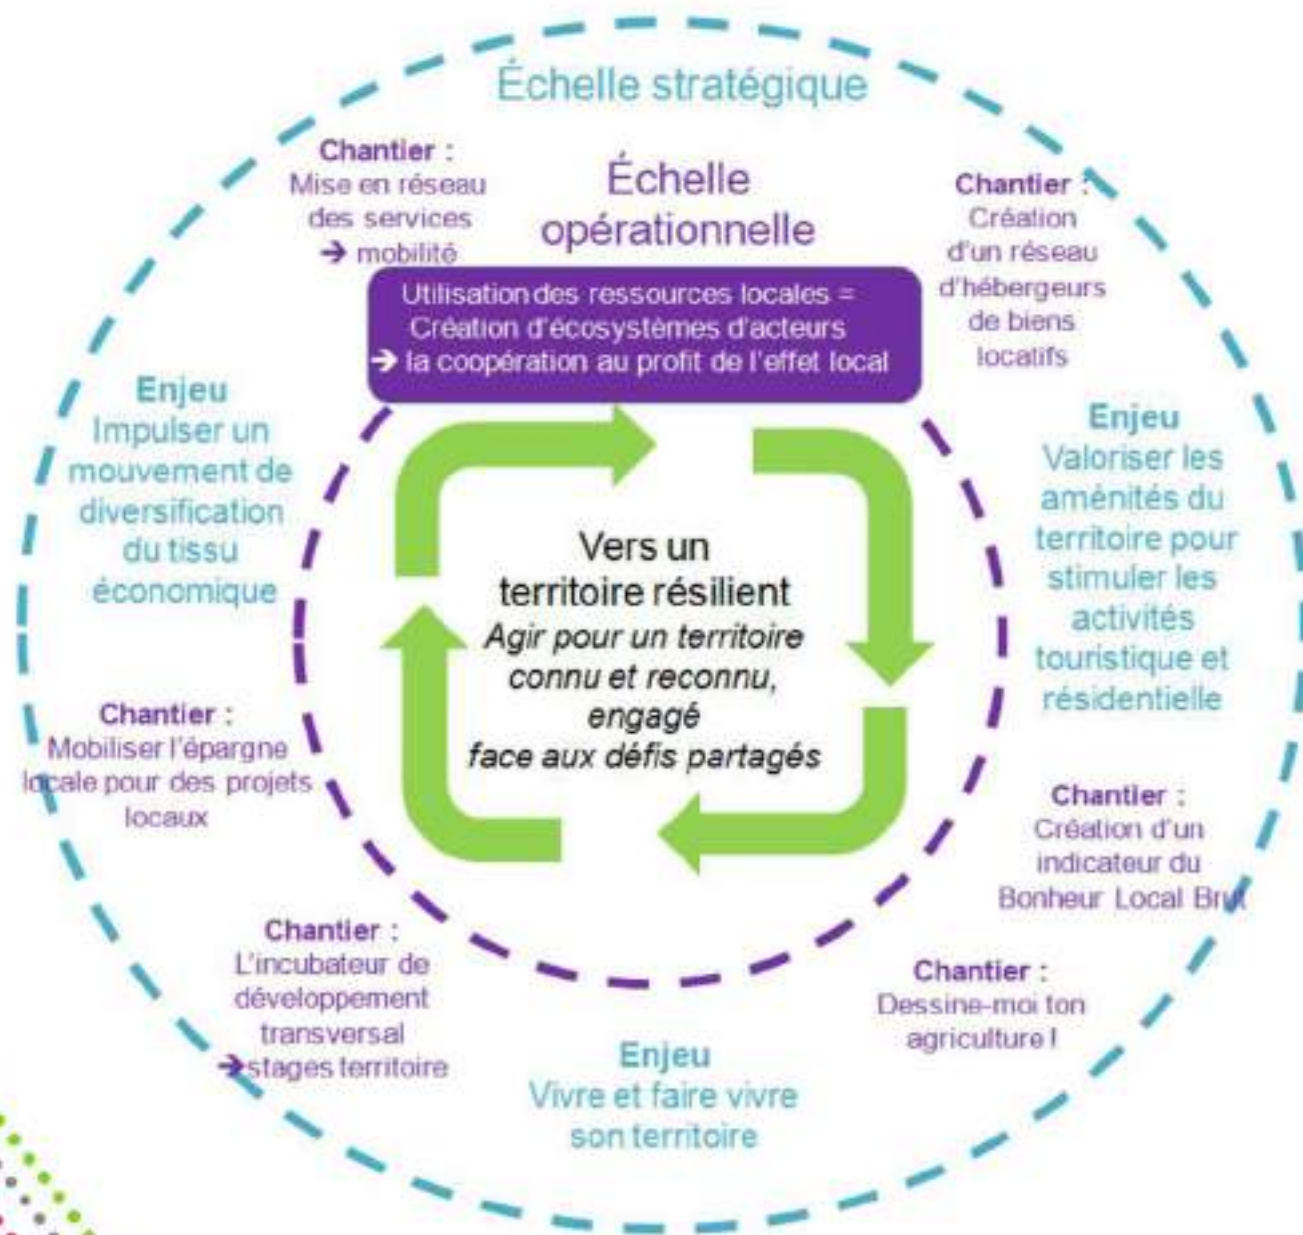 Échelle stratégique
Chantier :
Mise en réseau
des services
→ mobilité
Échelle
opérationnelle
Chantier :
Création
d'un réseau
d'hébergeurs
de biens
locatifs
Utilisation des ressources locales =
Création d'écosystèmes d'acteurs
→ la coopération au profit de l'effet local
Enjeu
Impulser un
mouvement de
diversification
du tissu
économique
Enjeu
Valoriser les
aménités du
territoire pour
stimuler les
activités
touristique et
résidentielle
Vers un
territoire résilient
Agir pour un territoire
connu et reconnu,
engagé
face aux défis partagés
Chantier :
Mobiliser l'épargne
locale pour des projets
locaux
Chantier :
Création d'un
indicateur du
Bonheur Local Brut
Chantier :
L'incubateur de
développement
transversal
→ stages territoire
Chantier :
Dessine-moi ton
agriculture !
Enjeu
Vivre et faire vivre
son territoire